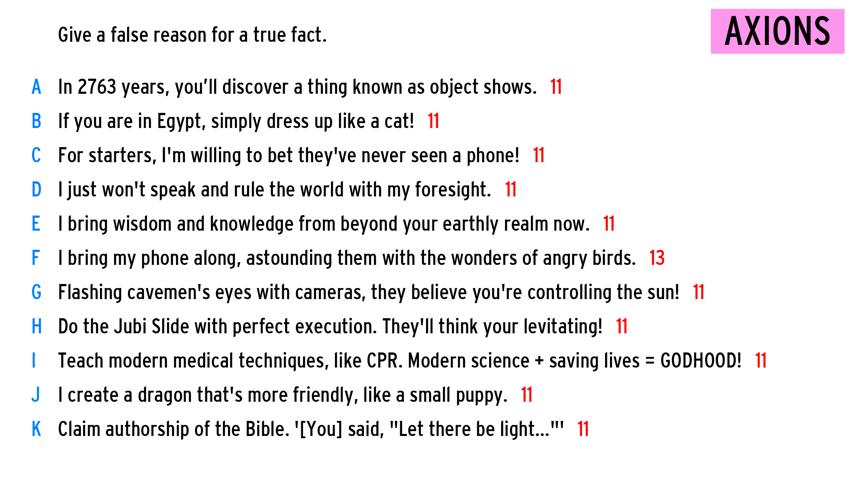 Give a false reason for a true fact.
AXIONS
A In 2763 years, you'll discover a thing known as object shows. 11
B If you are in Egypt, simply dress up like a cat! 11
C For starters, I'm willing to bet they've never seen a phone! 11
D I just won't speak and rule the world with my foresight. 11
E I bring wisdom and knowledge from beyond your earthly realm now. 11
F I bring my phone along, astounding them with the wonders of angry birds. 13
G Flashing cavemen's eyes with cameras, they believe you're controlling the sun! 11
H Do the Jubi Slide with perfect execution. They'll think your levitating! 11
I Teach modern medical techniques, like CPR. Modern science + saving lives = GODHOOD! 11
J I create a dragon that's more friendly, like a small puppy. 11
K Claim authorship of the Bible. '[You] said, "Let there be light..."' 11